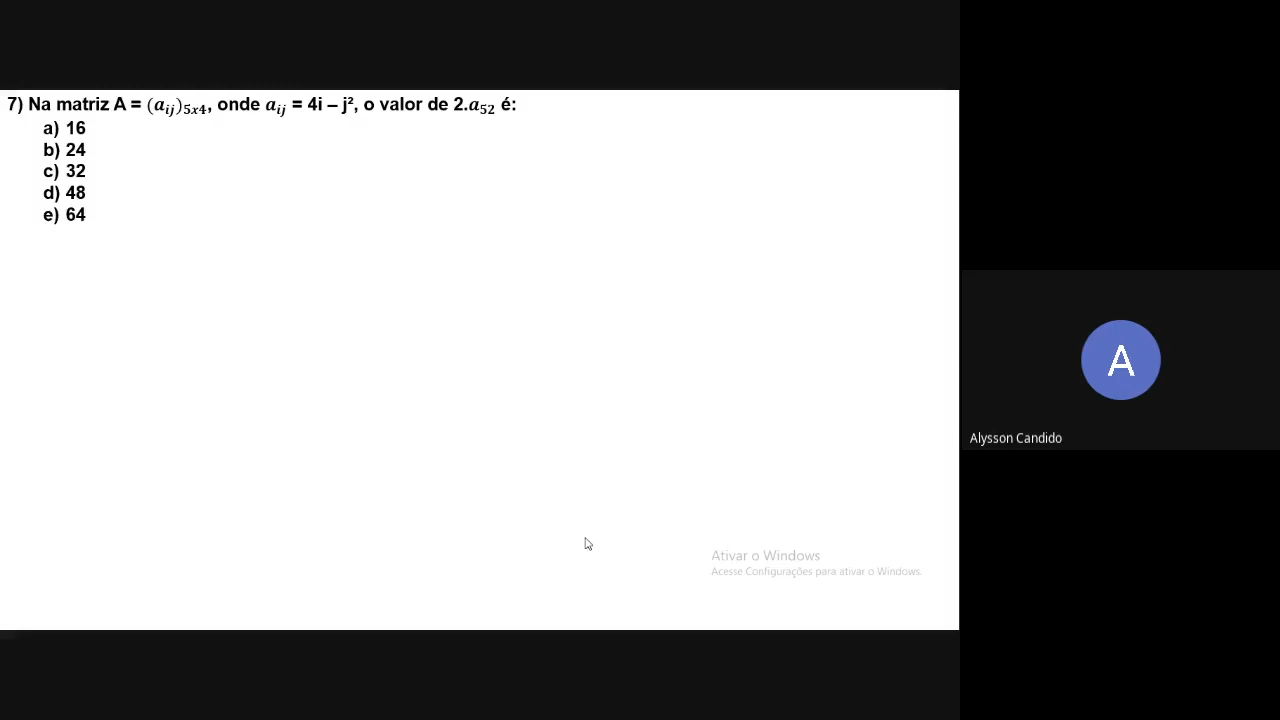 7) Na matriz A = (aᵢⱼ)₅ₓ₄, onde aᵢⱼ = 4i – j², o valor de 2.a₅₂ é:
a) 16
b) 24
c) 32
d) 48
e) 64
A
Alysson Candido
Ativar o Windows
Acesse Configurações para ativar o Windows.